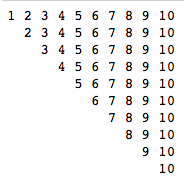 1 2 3 4 5 6 7 8 9 10
2 3 4 5 6 7 8 9 10
3 4 5 6 7 8 9 10
4 5 6 7 8 9 10
5 6 7 8 9 10
6 7 8 9 10
7 8 9 10
8 9 10
9 10
10